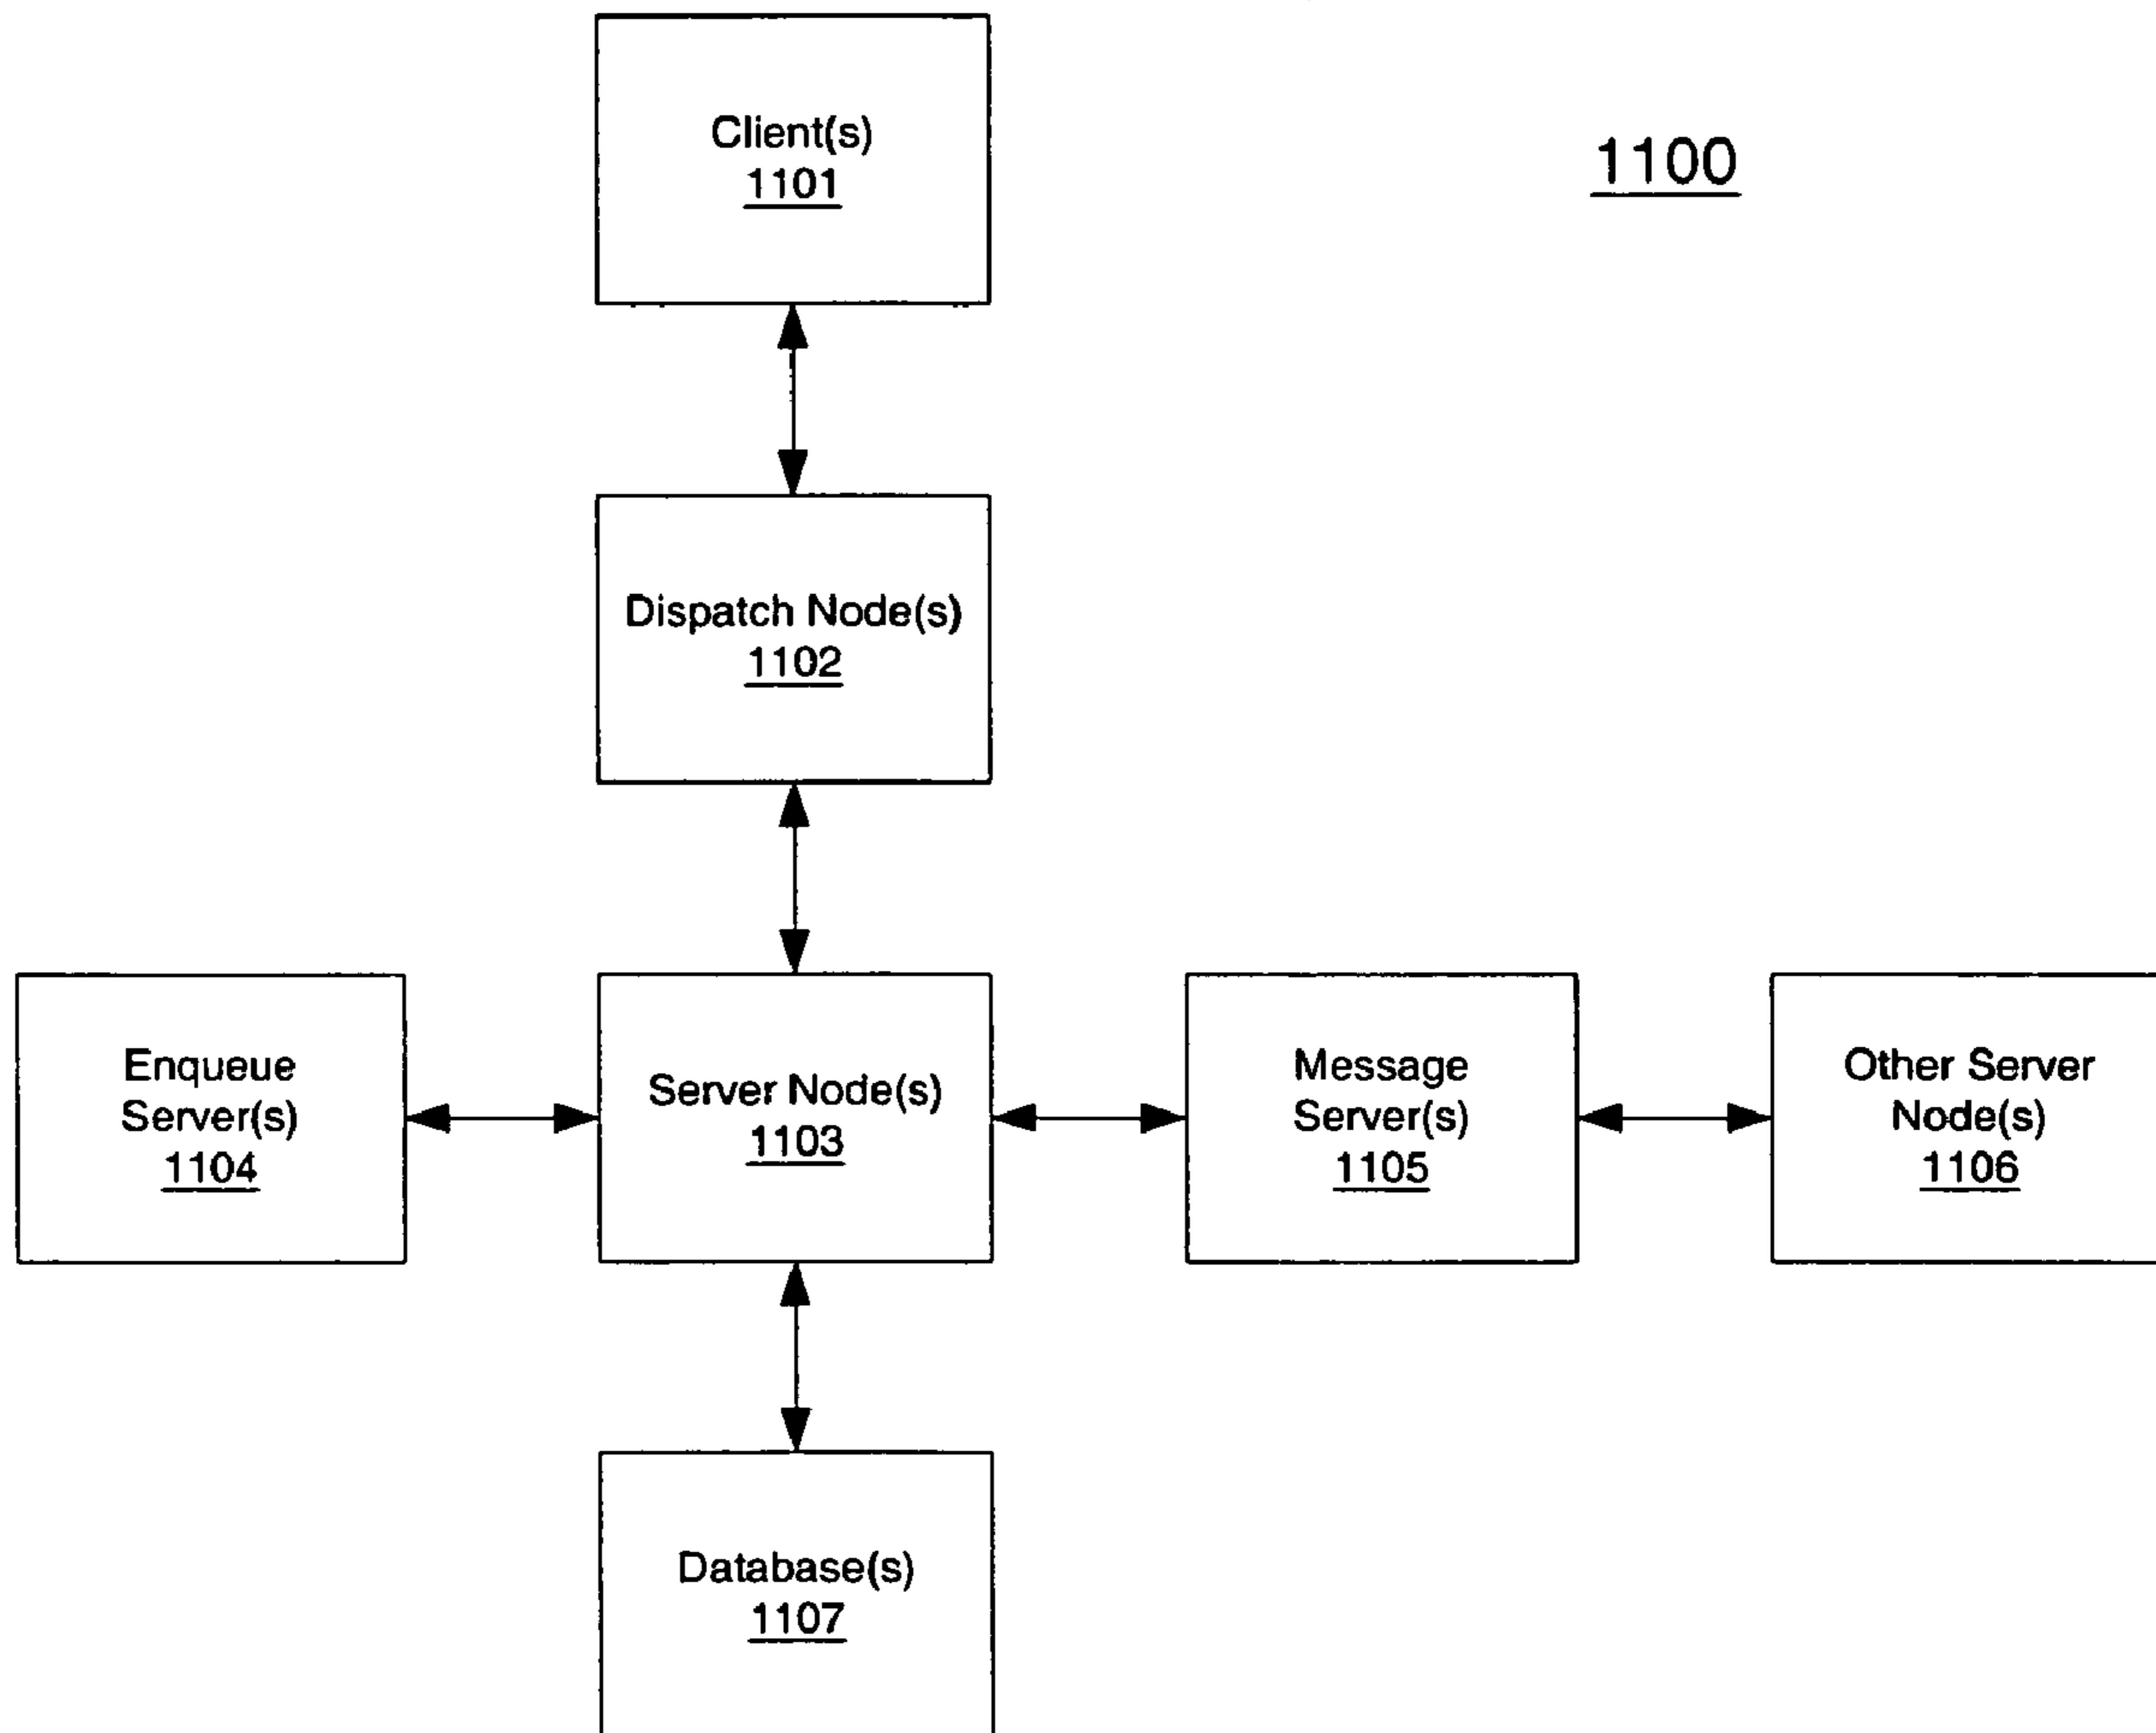 Client(s)
1101
1100
Dispatch Node(s)
1102
Enqueue
Server(s)
1104
Server Node(s)
1103
Message
Server(s)
1105
Other Server
Node(s)
1106
Database(s)
1107